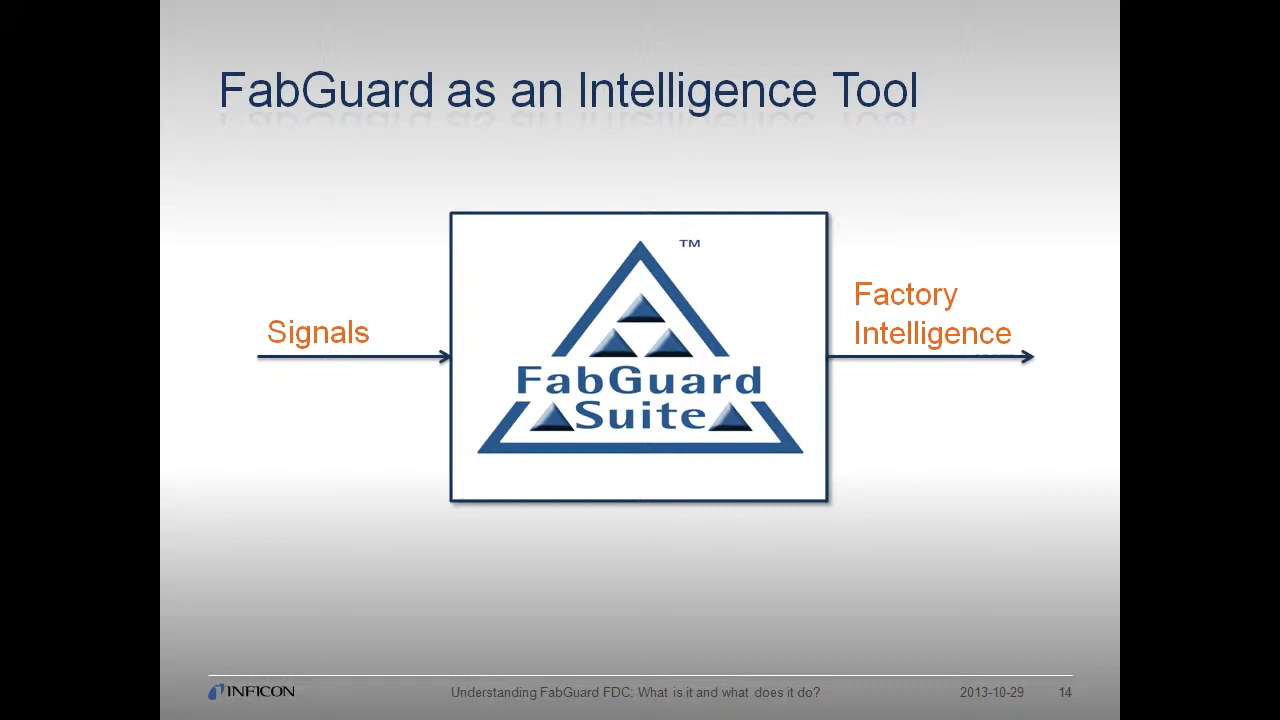 FabGuard as an Intelligence Tool
TM
Signals
FabGuard
Suite
Factory
Intelligence
INFICON
Understanding FabGuard FDC: What is it and what does it do?
2013-10-29
14